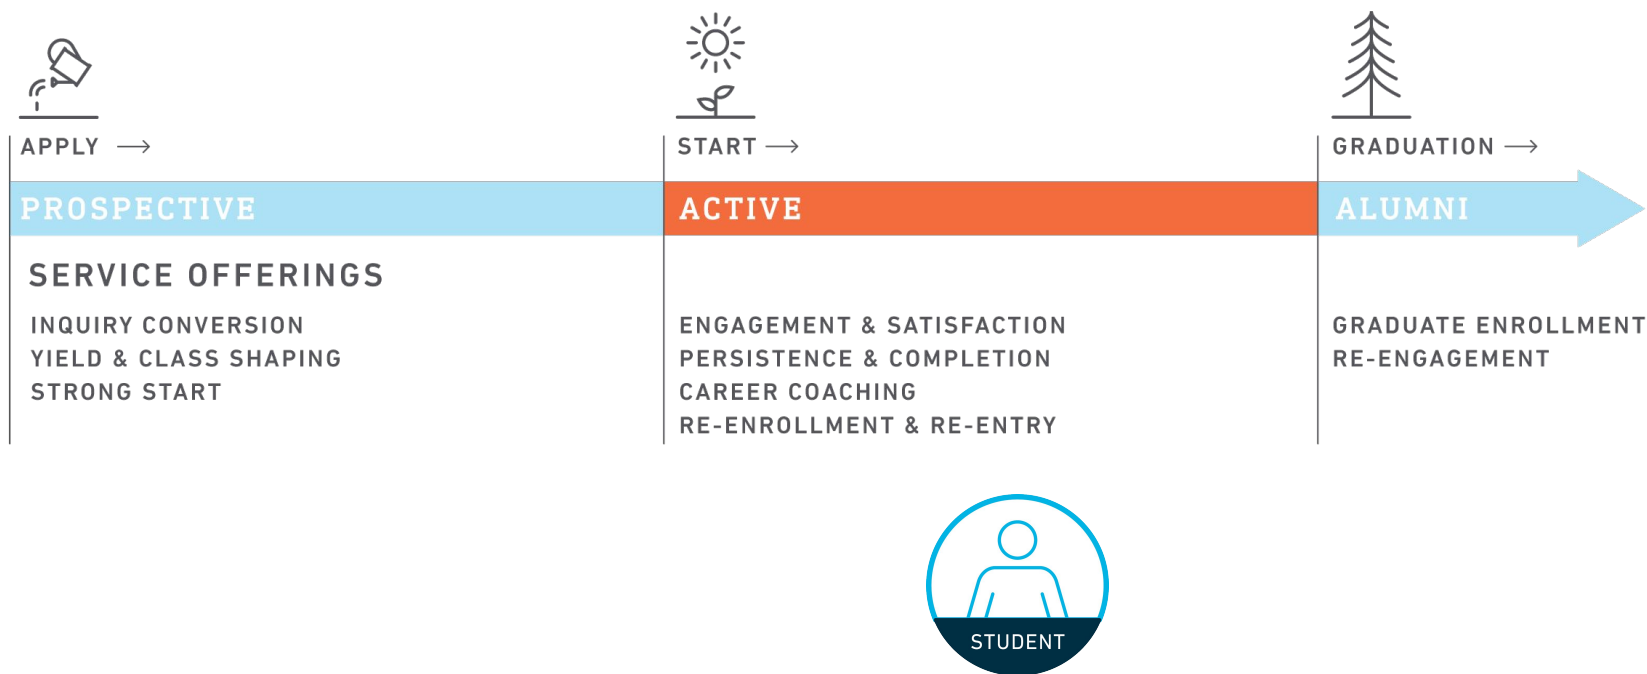 APPLY →
START →
GRADUATION →
PROSPECTIVE
ACTIVE
ALUMNI
SERVICE OFFERINGS
INQUIRY CONVERSION
YIELD & CLASS SHAPING
STRONG START
ENGAGEMENT & SATISFACTION
PERSISTENCE & COMPLETION
CAREER COACHING
RE-ENROLLMENT & RE-ENTRY
GRADUATE ENROLLMENT
RE-ENGAGEMENT
STUDENT